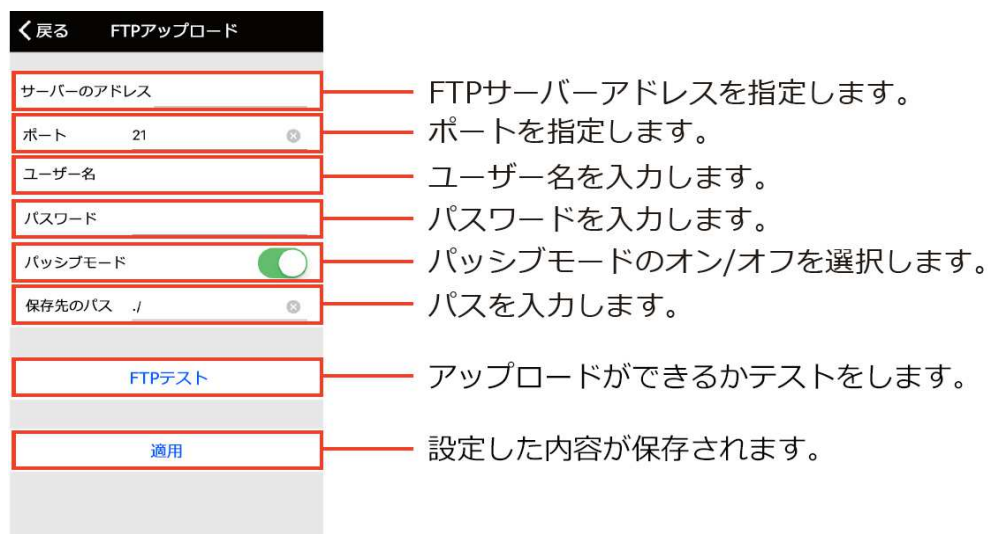 戻る FTPアップロード
サーバーのアドレス FTPサーバーアドレスを指定します。
ポート 21 ポートを指定します。
ユーザー名 ユーザー名を入力します。
パスワード パスワードを入力します。
パッシブモード パッシブモードのオン/オフを選択します。
保存先のパス ./ パスを入力します。
FTPテスト アップロードができるかテストをします。
適用 設定した内容が保存されます。